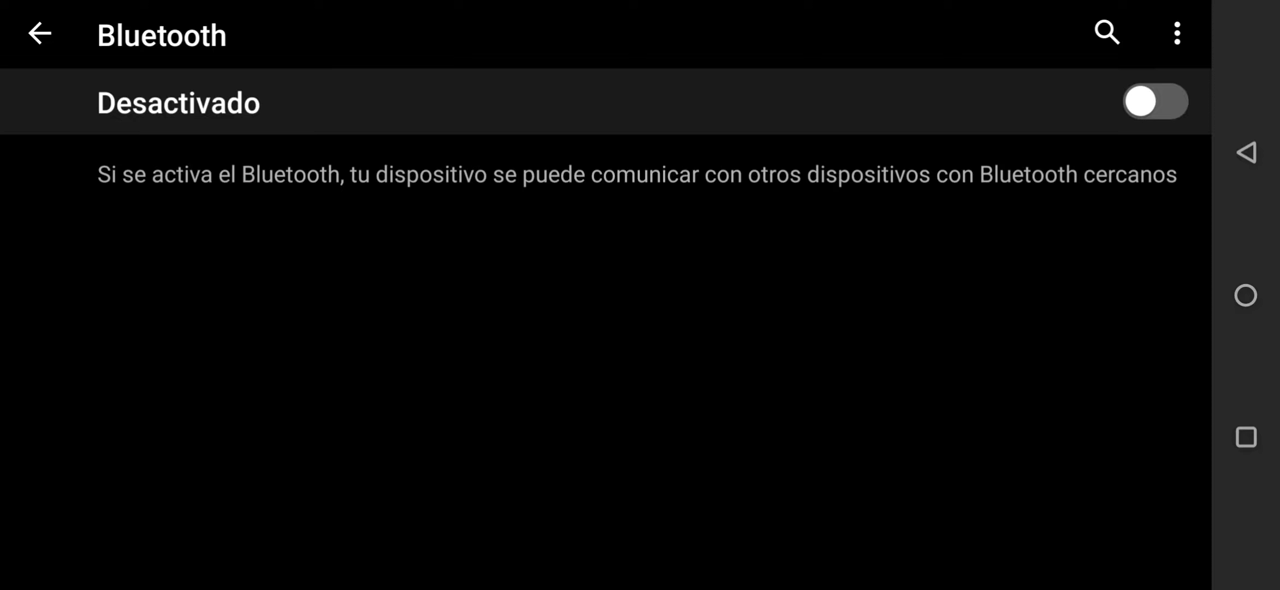 Bluetooth
Desactivado
Si se activa el Bluetooth, tu dispositivo se puede comunicar con otros dispositivos con Bluetooth cercanos